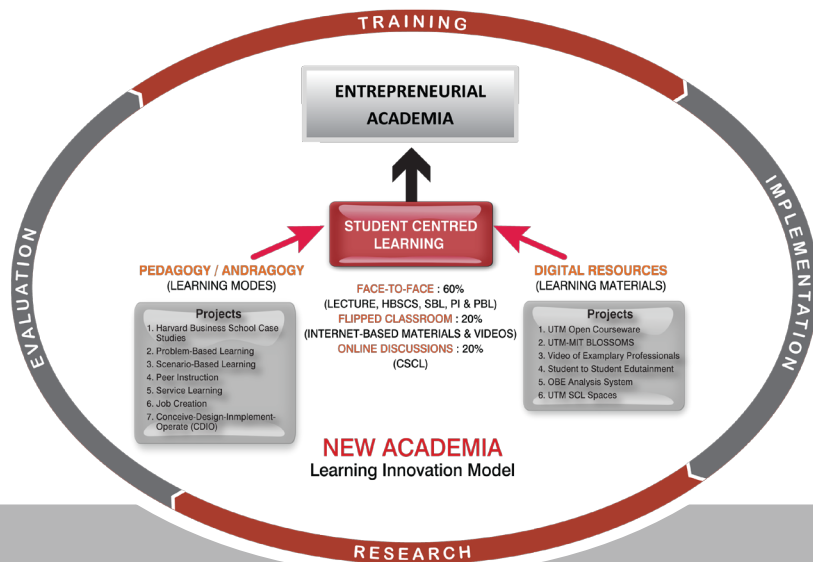 TRAINING
ENTREPRENEURIAL
ACADEMIA
IMPLEMENTATION
EVALUATION
STUDENT CENTRED
LEARNING
PEDAGOGY / ANDRAGOGY
(LEARNING MODES)
Projects
1. Harvard Business School Case
Studies
2. Problem-Based Learning
3. Scenario-Based Learning
4. Peer Instruction
5. Service Learning
6. Job Creation
7. Conceive-Design-Inmplement-
Operate (CDIO)
FACE-TO-FACE : 60%
(LECTURE, HBSCS, SBL, PI & PBL)
FLIPPED CLASSROOM : 20%
(INTERNET-BASED MATERIALS & VIDEOS)
ONLINE DISCUSSIONS : 20%
(CSCL)
DIGITAL RESOURCES
(LEARNING MATERIALS)
Projects
1. UTM Open Courseware
2. UTM-MIT BLOSSOMS
3. Video of Examplary Professionals
4. Student to Student Edutainment
5. OBE Analysis System
6. UTM SCL Spaces
NEW ACADEMIA
Learning Innovation Model
RESEARCH